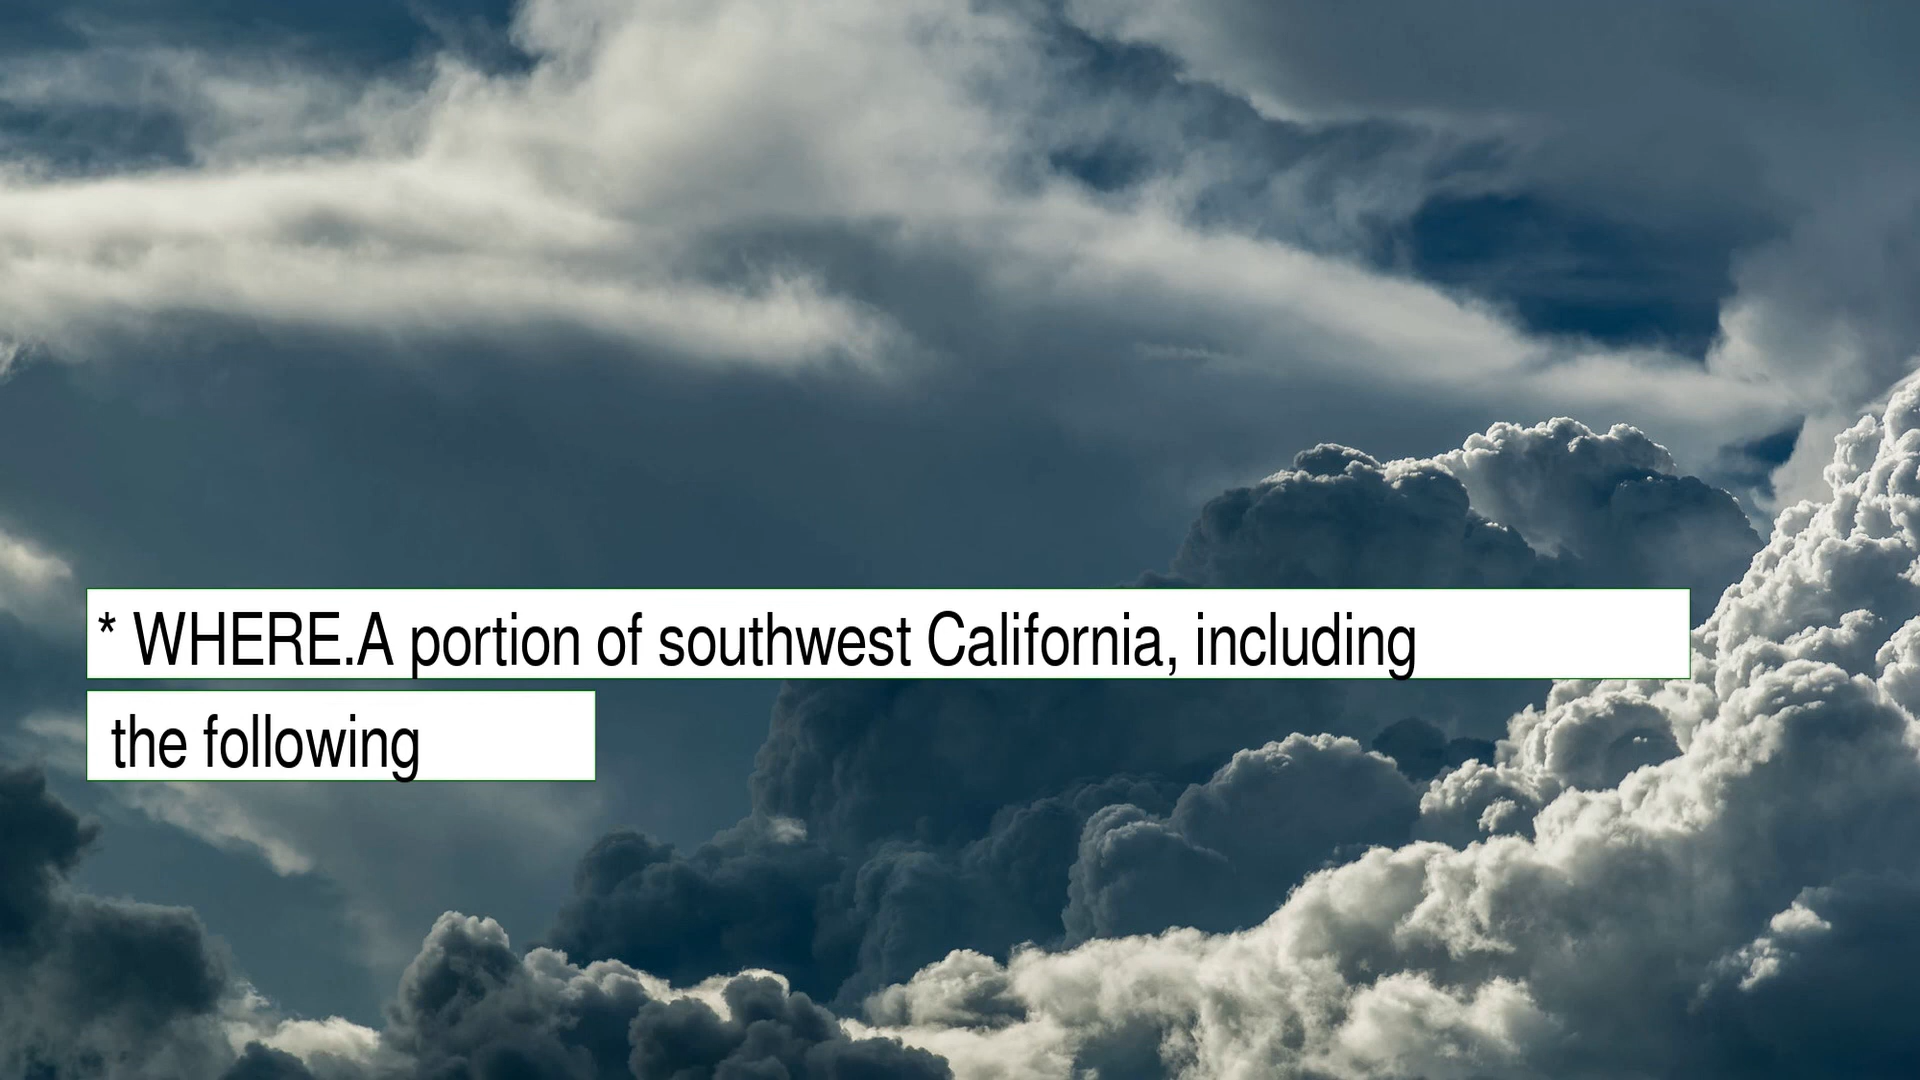 * WHERE.A portion of southwest California, including
the following